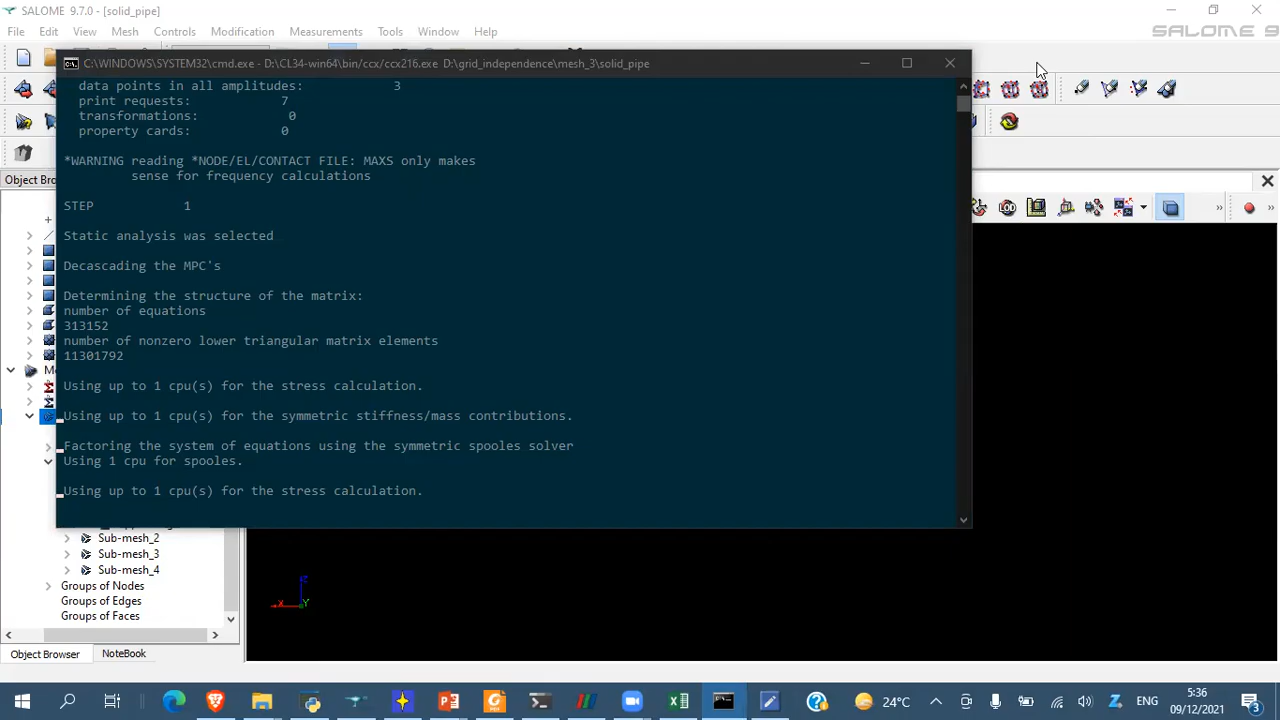 SALOME 9.7.0 - [solid_pipe]
File Edit View Mesh Controls Modification Measurements Tools Window Help
SALOME 9
C:\WINDOWS\SYSTEM32\cmd.exe - D:\CL34-win64\bin/ccx/ccx216.exe D:\grid_independence\mesh_3\solid_pipe
data points in all amplitudes: 3
print requests: 7
transformations: 0
property cards: 0
*WARNING reading *NODE/EL/CONTACT FILE: MAXS only makes
sense for frequency calculations
Object Bro
STEP 1
LOD
Static analysis was selected
Decascading the MPC's
Determining the structure of the matrix:
number of equations
313152
number of nonzero lower triangular matrix elements
11301792
Using up to 1 cpu(s) for the stress calculation.
Using up to 1 cpu(s) for the symmetric stiffness/mass contributions.
Factoring the system of equations using the symmetric spooles solver
Using 1 cpu for spooles.
Using up to 1 cpu(s) for the stress calculation.
Sub-mesh_2
Sub-mesh_3
Sub-mesh_4
Groups of Nodes
Groups of Edges
Groups of Faces
Z
X
Y
Object Browser NoteBook
24°C
ENG
5:36
09/12/2021
3